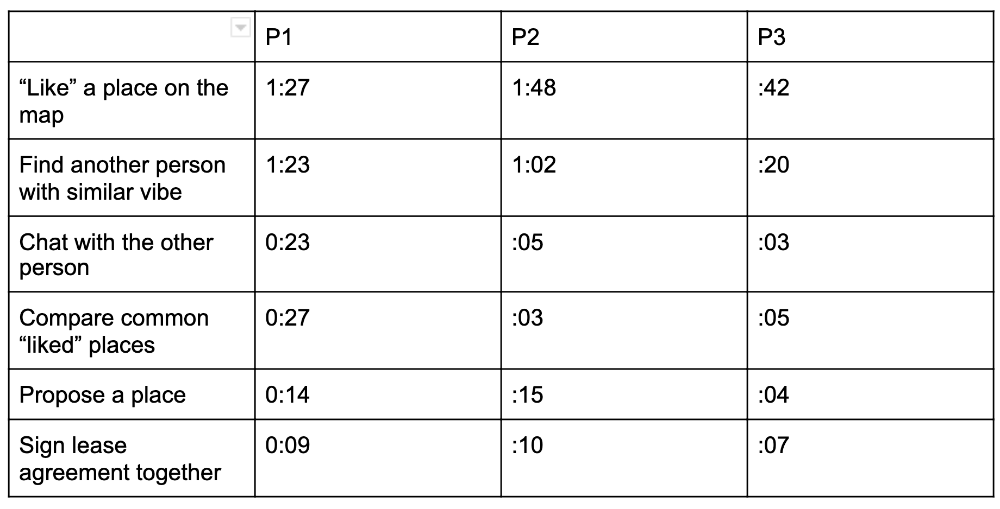 P1 P2 P3
“Like” a place on the 1:27 1:48 :42
map
Find another person 1:23 1:02 :20
with similar vibe
Chat with the other 0:23 :05 :03
person
Compare common 0:27 :03 :05
“liked” places
Propose a place 0:14 :15 :04
Sign lease 0:09 :10 :07
agreement together